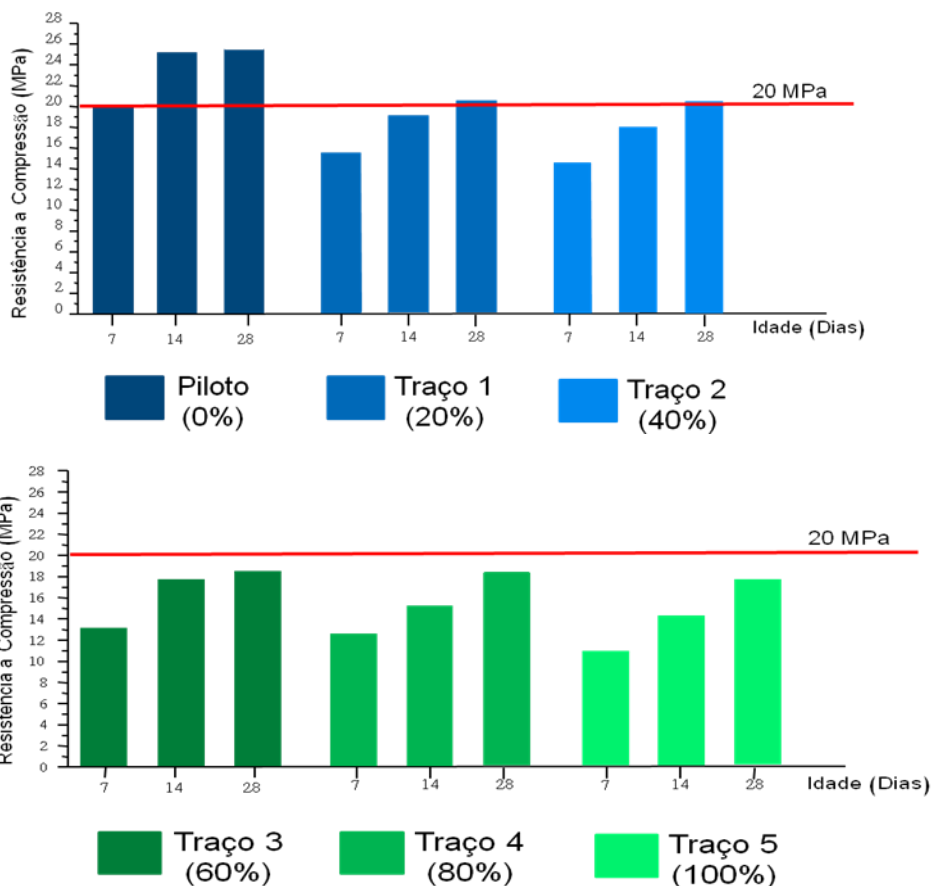 Resistência a Compressão (MPa)
28
26
24
22
20
18
16
14
12
10
8
6
4
2
0
20 MPa
7 14 28 7 14 28 7 14 28
Idade (Dias)
Piloto
(0%)
Traço 1
(20%)
Traço 2
(40%)
Resistência a Compressão (MPa)
28
26
24
22
20
18
16
14
12
10
8
6
4
2
0
20 MPa
7 14 28 7 14 28 7 14 28
Idade (Dias)
Traço 3
(60%)
Traço 4
(80%)
Traço 5
(100%)